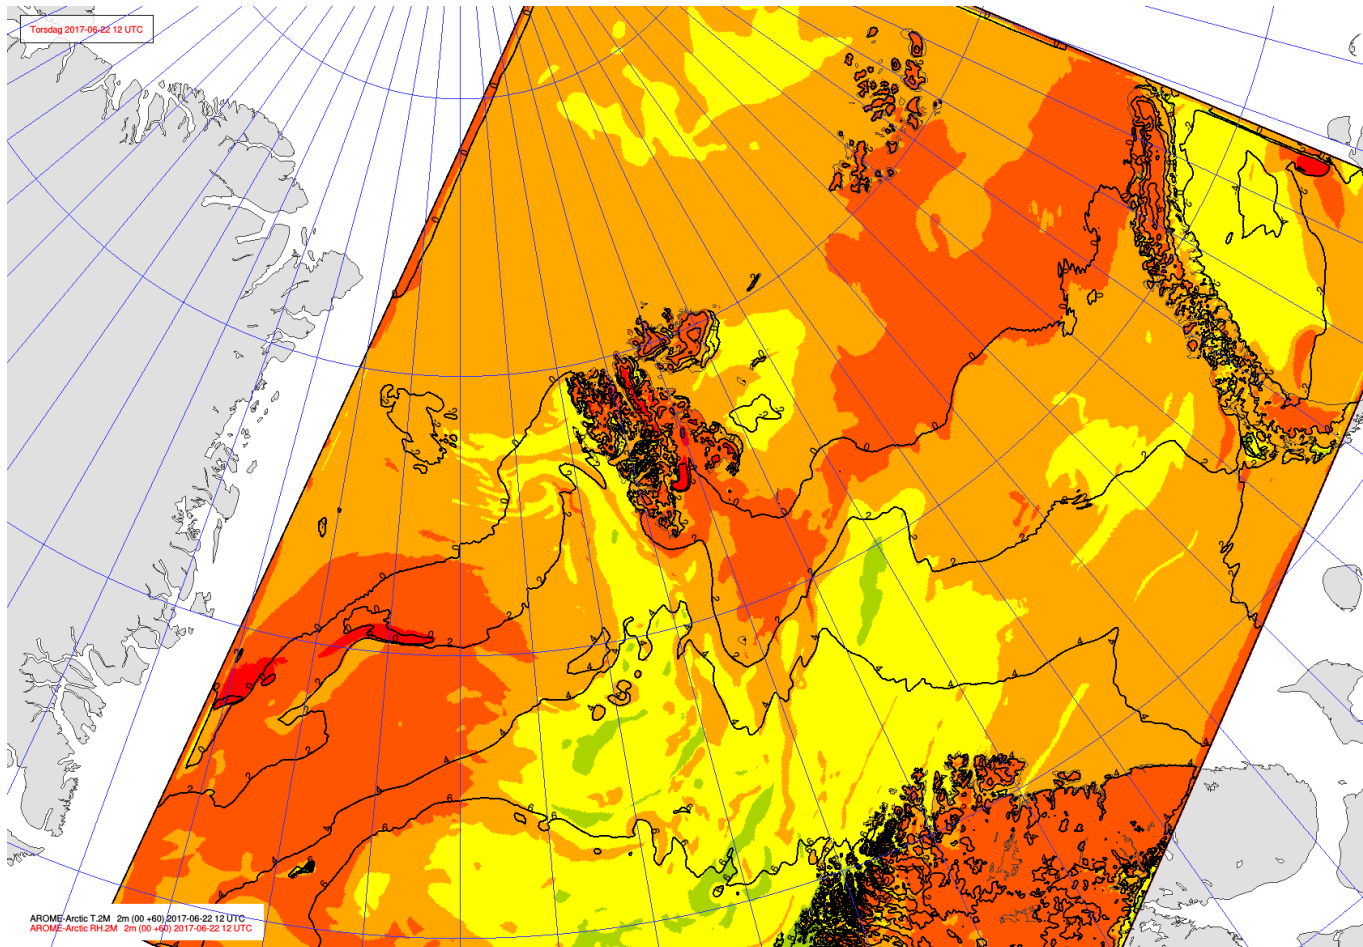 Torsdag 2017-06-22 12 UTC
AROME-Arctic T.2M 2m (00 +60) 2017-06-22 12 UTC
AROME-Arctic RH.2M 2m (00 +60) 2017-06-22 12 UTC